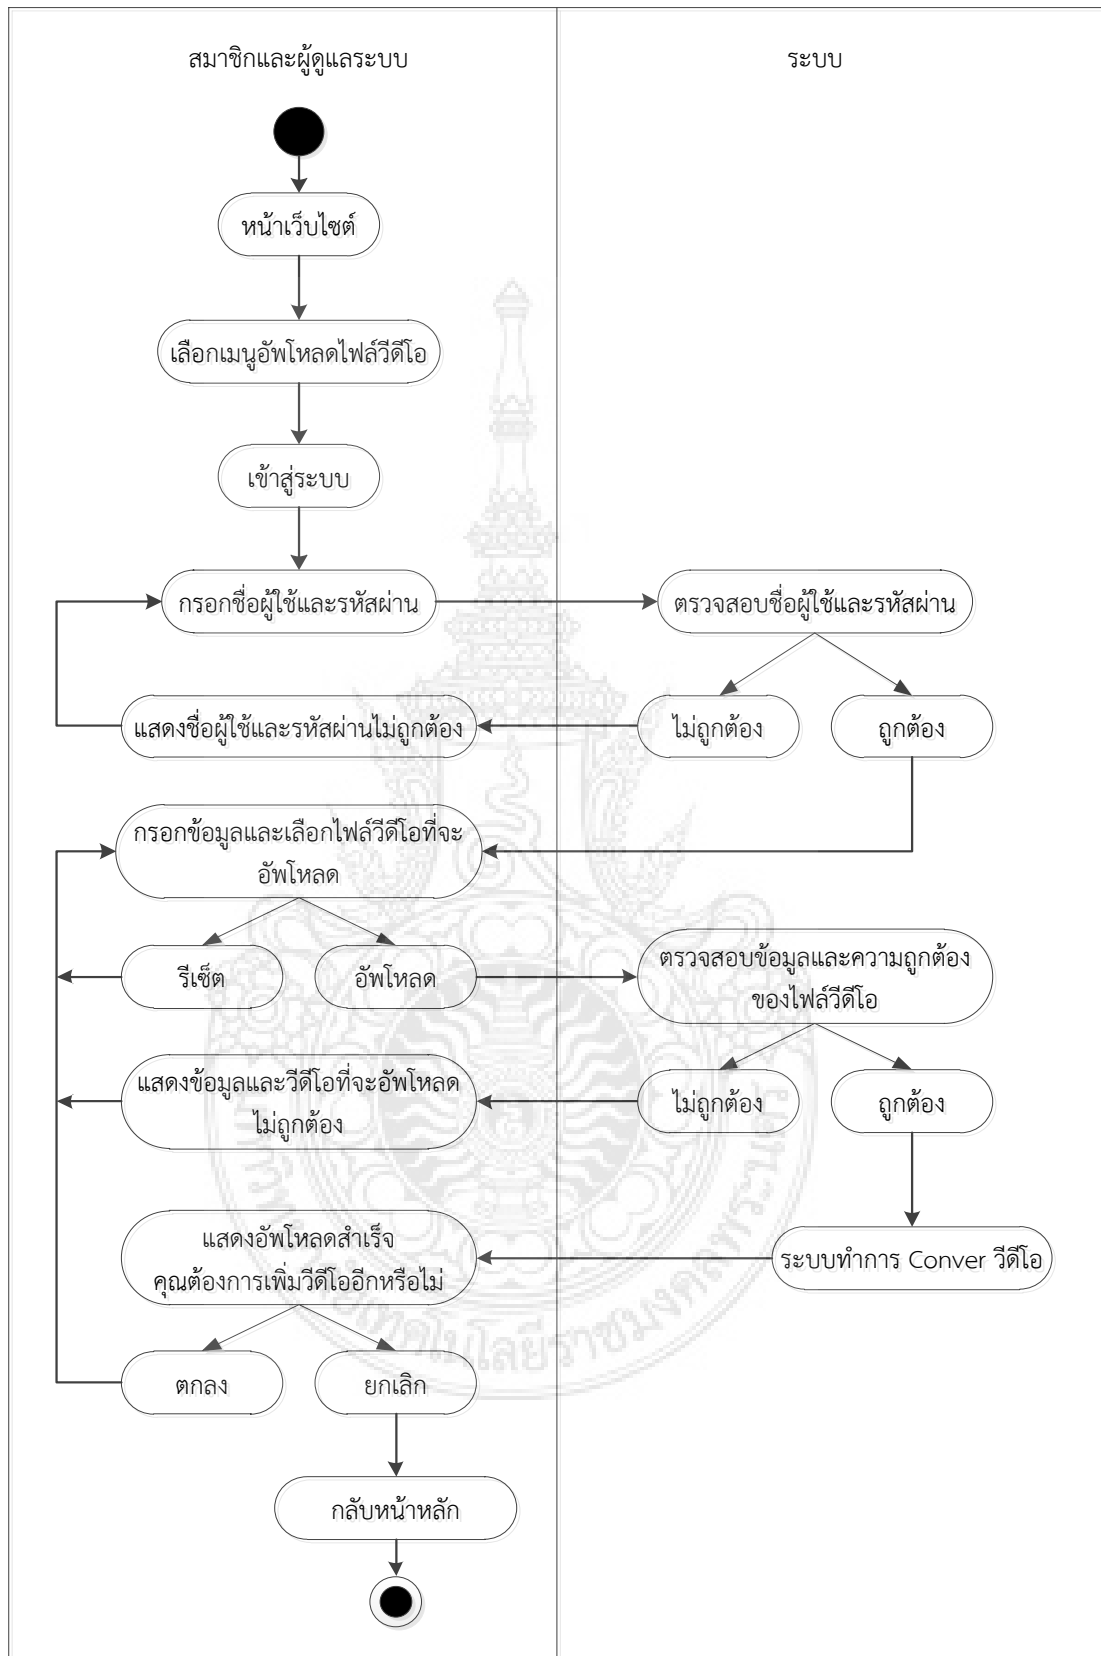 สมาชิกและผู้ดูแลระบบ
ระบบ
หน้าเว็บไซต์
เลือกเมนูอัพโหลดไฟล์วีดีโอ
เข้าสู่ระบบ
กรอกชื่อผู้ใช้และรหัสผ่าน
ตรวจสอบชื่อผู้ใช้และรหัสผ่าน
แสดงชื่อผู้ใช้และรหัสผ่านไม่ถูกต้อง
ไม่ถูกต้อง
ถูกต้อง
กรอกข้อมูลและเลือกไฟล์วีดีโอที่จะ
อัพโหลด
รีเซ็ต
อัพโหลด
ตรวจสอบข้อมูลและความถูกต้อง
ของไฟล์วีดีโอ
แสดงข้อมูลและวีดีโอที่จะอัพโหลด
ไม่ถูกต้อง
ไม่ถูกต้อง
ถูกต้อง
แสดงอัพโหลดสำเร็จ
คุณต้องการเพิ่มวีดีโออีกหรือไม่
ระบบทำการ Conver วีดีโอ
ตกลง
ยกเลิก
กลับหน้าหลัก